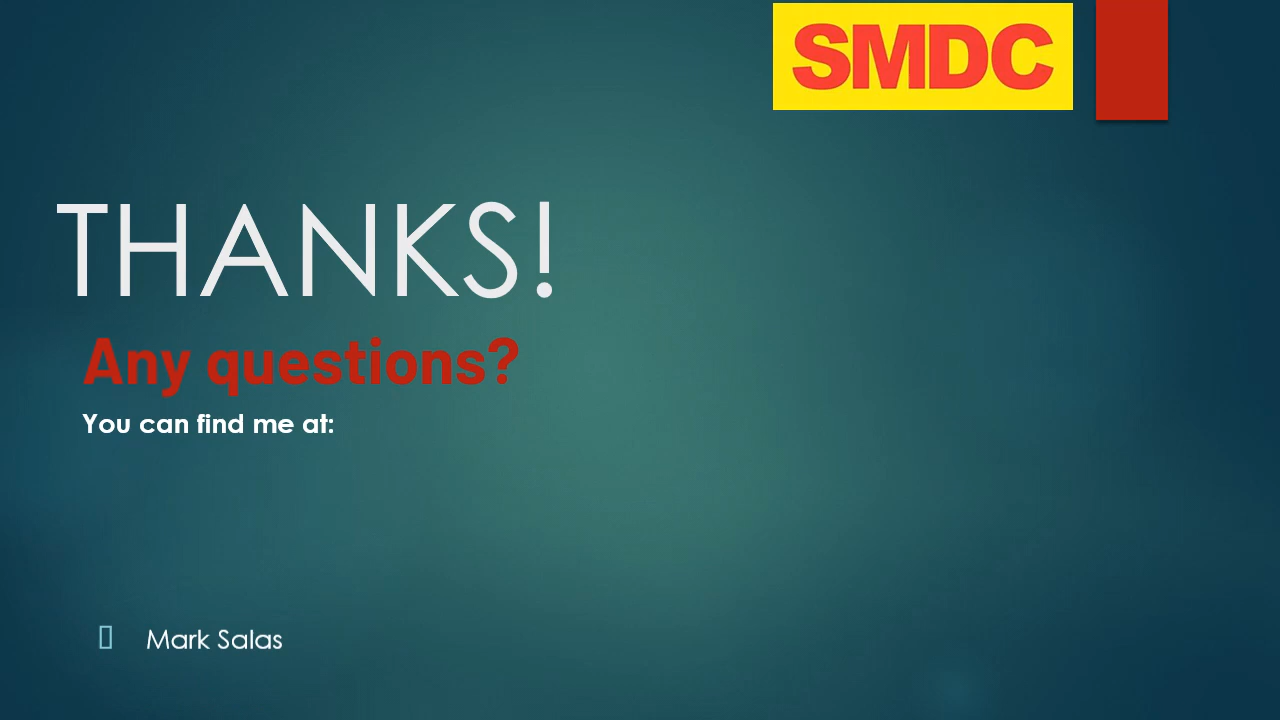 SMDC
THANKS!
Any questions?
You can find me at:
Mark Salas